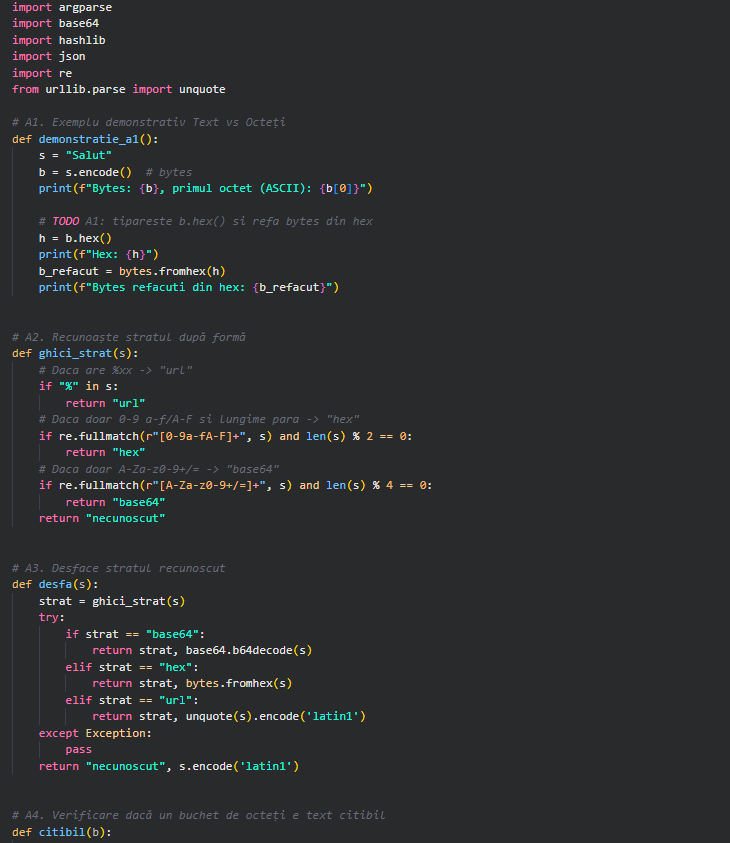 import argparse
import base64
import hashlib
import json
import re
from urllib.parse import unquote

# A1. Exemplu demonstrativ Text vs Octeți
def demonstratie_a1():
    s = "Salut"
    b = s.encode()  # bytes
    print(f"Bytes: {b}, primul octet (ASCII): {b[0]}")

    # TODO A1: tipareste b.hex() si refa bytes din hex
    h = b.hex()
    print(f"Hex: {h}")
    b_refacut = bytes.fromhex(h)
    print(f"Bytes refacuti din hex: {b_refacut}")


# A2. Recunoaște stratul după formă
def ghici_strat(s):
    # Daca are %xx -> "url"
    if "%" in s:
        return "url"
    # Daca doar 0-9 a-f/A-F si lungime para -> "hex"
    if re.fullmatch(r"[0-9a-fA-F]+", s) and len(s) % 2 == 0:
        return "hex"
    # Daca doar A-Za-z0-9+/= -> "base64"
    if re.fullmatch(r"[A-Za-z0-9+/=]+", s) and len(s) % 4 == 0:
        return "base64"
    return "necunoscut"


# A3. Desface stratul recunoscut
def desfa(s):
    strat = ghici_strat(s)
    try:
        if strat == "base64":
            return strat, base64.b64decode(s)
        elif strat == "hex":
            return strat, bytes.fromhex(s)
        elif strat == "url":
            return strat, unquote(s).encode('latin1')
    except Exception:
        pass
    return "necunoscut", s.encode('latin1')


# A4. Verificare dacă un buchet de octeți e text citibil
def citibil(b):